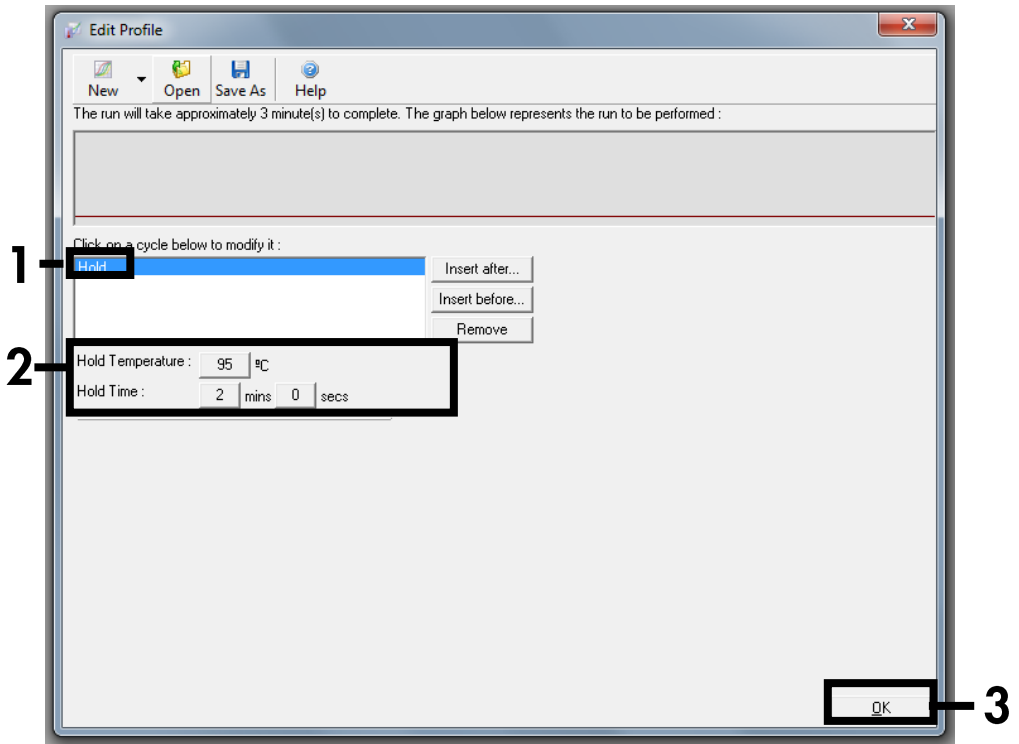 Edit Profile
New Open Save As Help
The run will take approximately 3 minute(s) to complete. The graph below represents the run to be performed :
Click on a cycle below to modify it :
1
Hold
Insert after...
Insert before...
Remove
2
Hold Temperature : 95 ºC
Hold Time : 2 mins 0 secs
OK
3